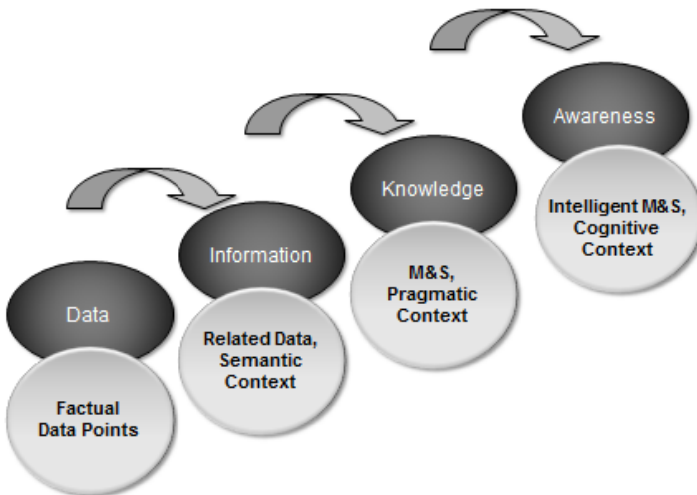 Data
Factual
Data Points
Information
Related Data,
Semantic
Context
Knowledge
M&S,
Pragmatic
Context
Awareness
Intelligent M&S,
Cognitive
Context